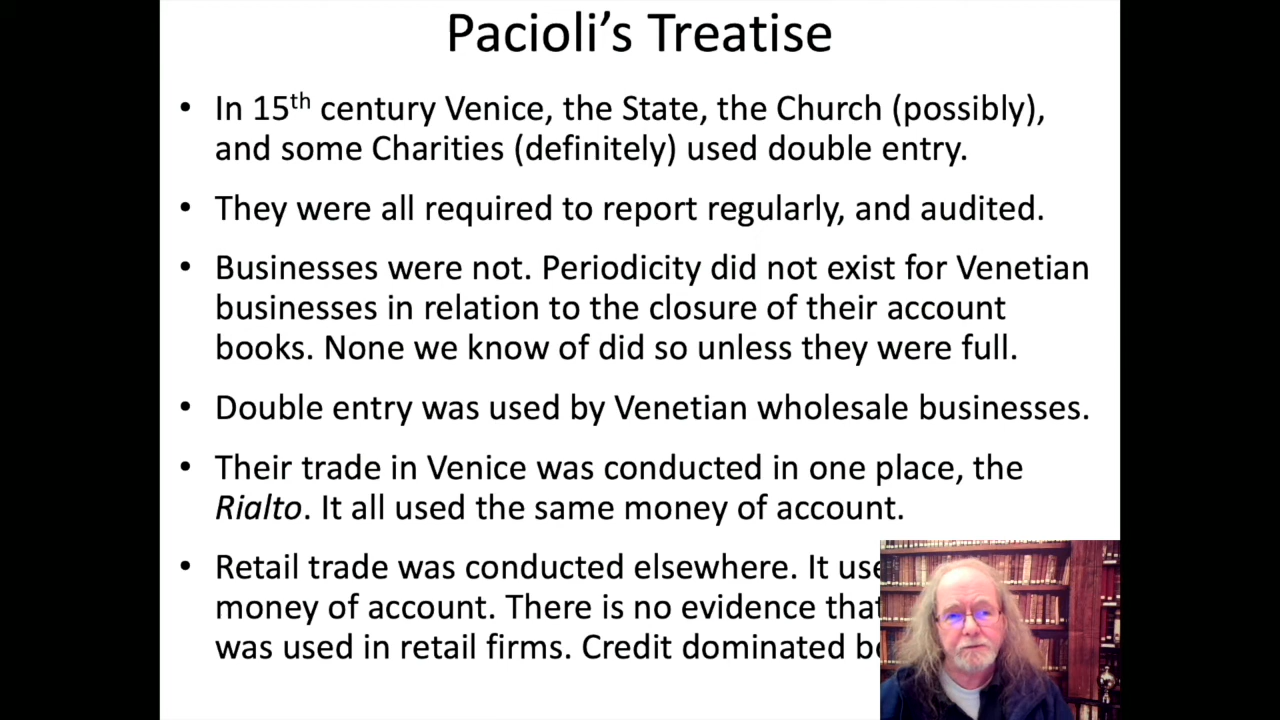 Pacioli’s Treatise
• In 15th century Venice, the State, the Church (possibly),
and some Charities (definitely) used double entry.
• They were all required to report regularly, and audited.
• Businesses were not. Periodicity did not exist for Venetian
businesses in relation to the closure of their account
books. None we know of did so unless they were full.
• Double entry was used by Venetian wholesale businesses.
• Their trade in Venice was conducted in one place, the
Rialto. It all used the same money of account.
• Retail trade was conducted elsewhere. It
money of account. There is no evidence
was used in retail firms. Credit dominated